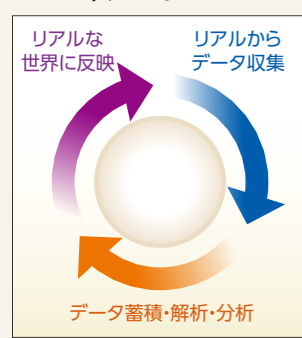 リアルな
世界に反映
リアルから
データ収集
データ蓄積・解析・分析